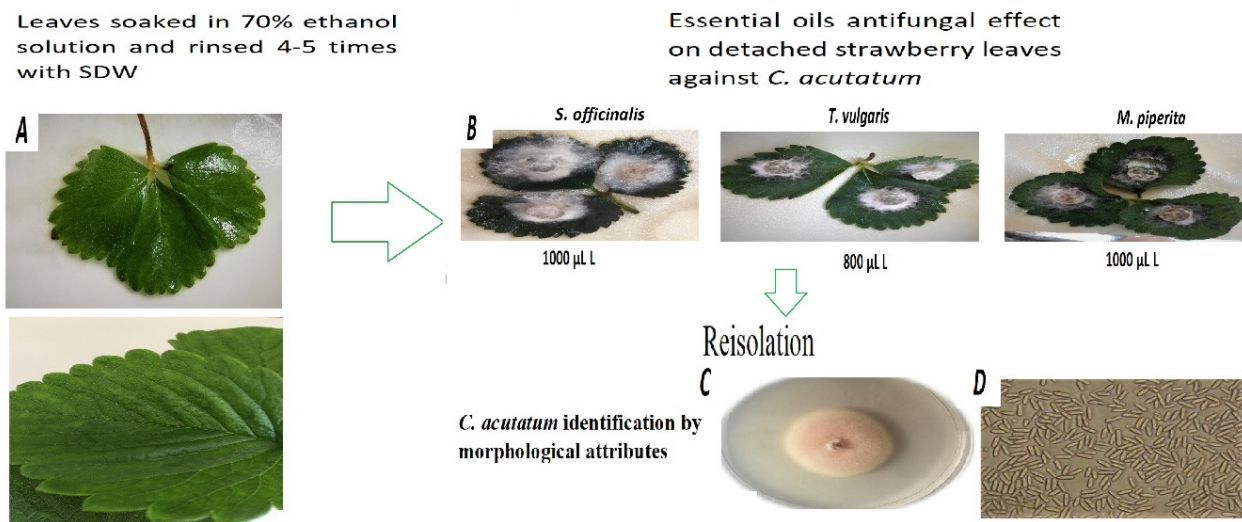 Leaves soaked in 70% ethanol
solution and rinsed 4-5 times
with SDW
Essential oils antifungal effect
on detached strawberry leaves
against C. acutatum
A
B
S. officinalis
T. vulgaris
M. piperita
1000 µL L
800 µL L
1000 µL L
Reisolation
C
D
C. acutatum identification by
morphological attributes